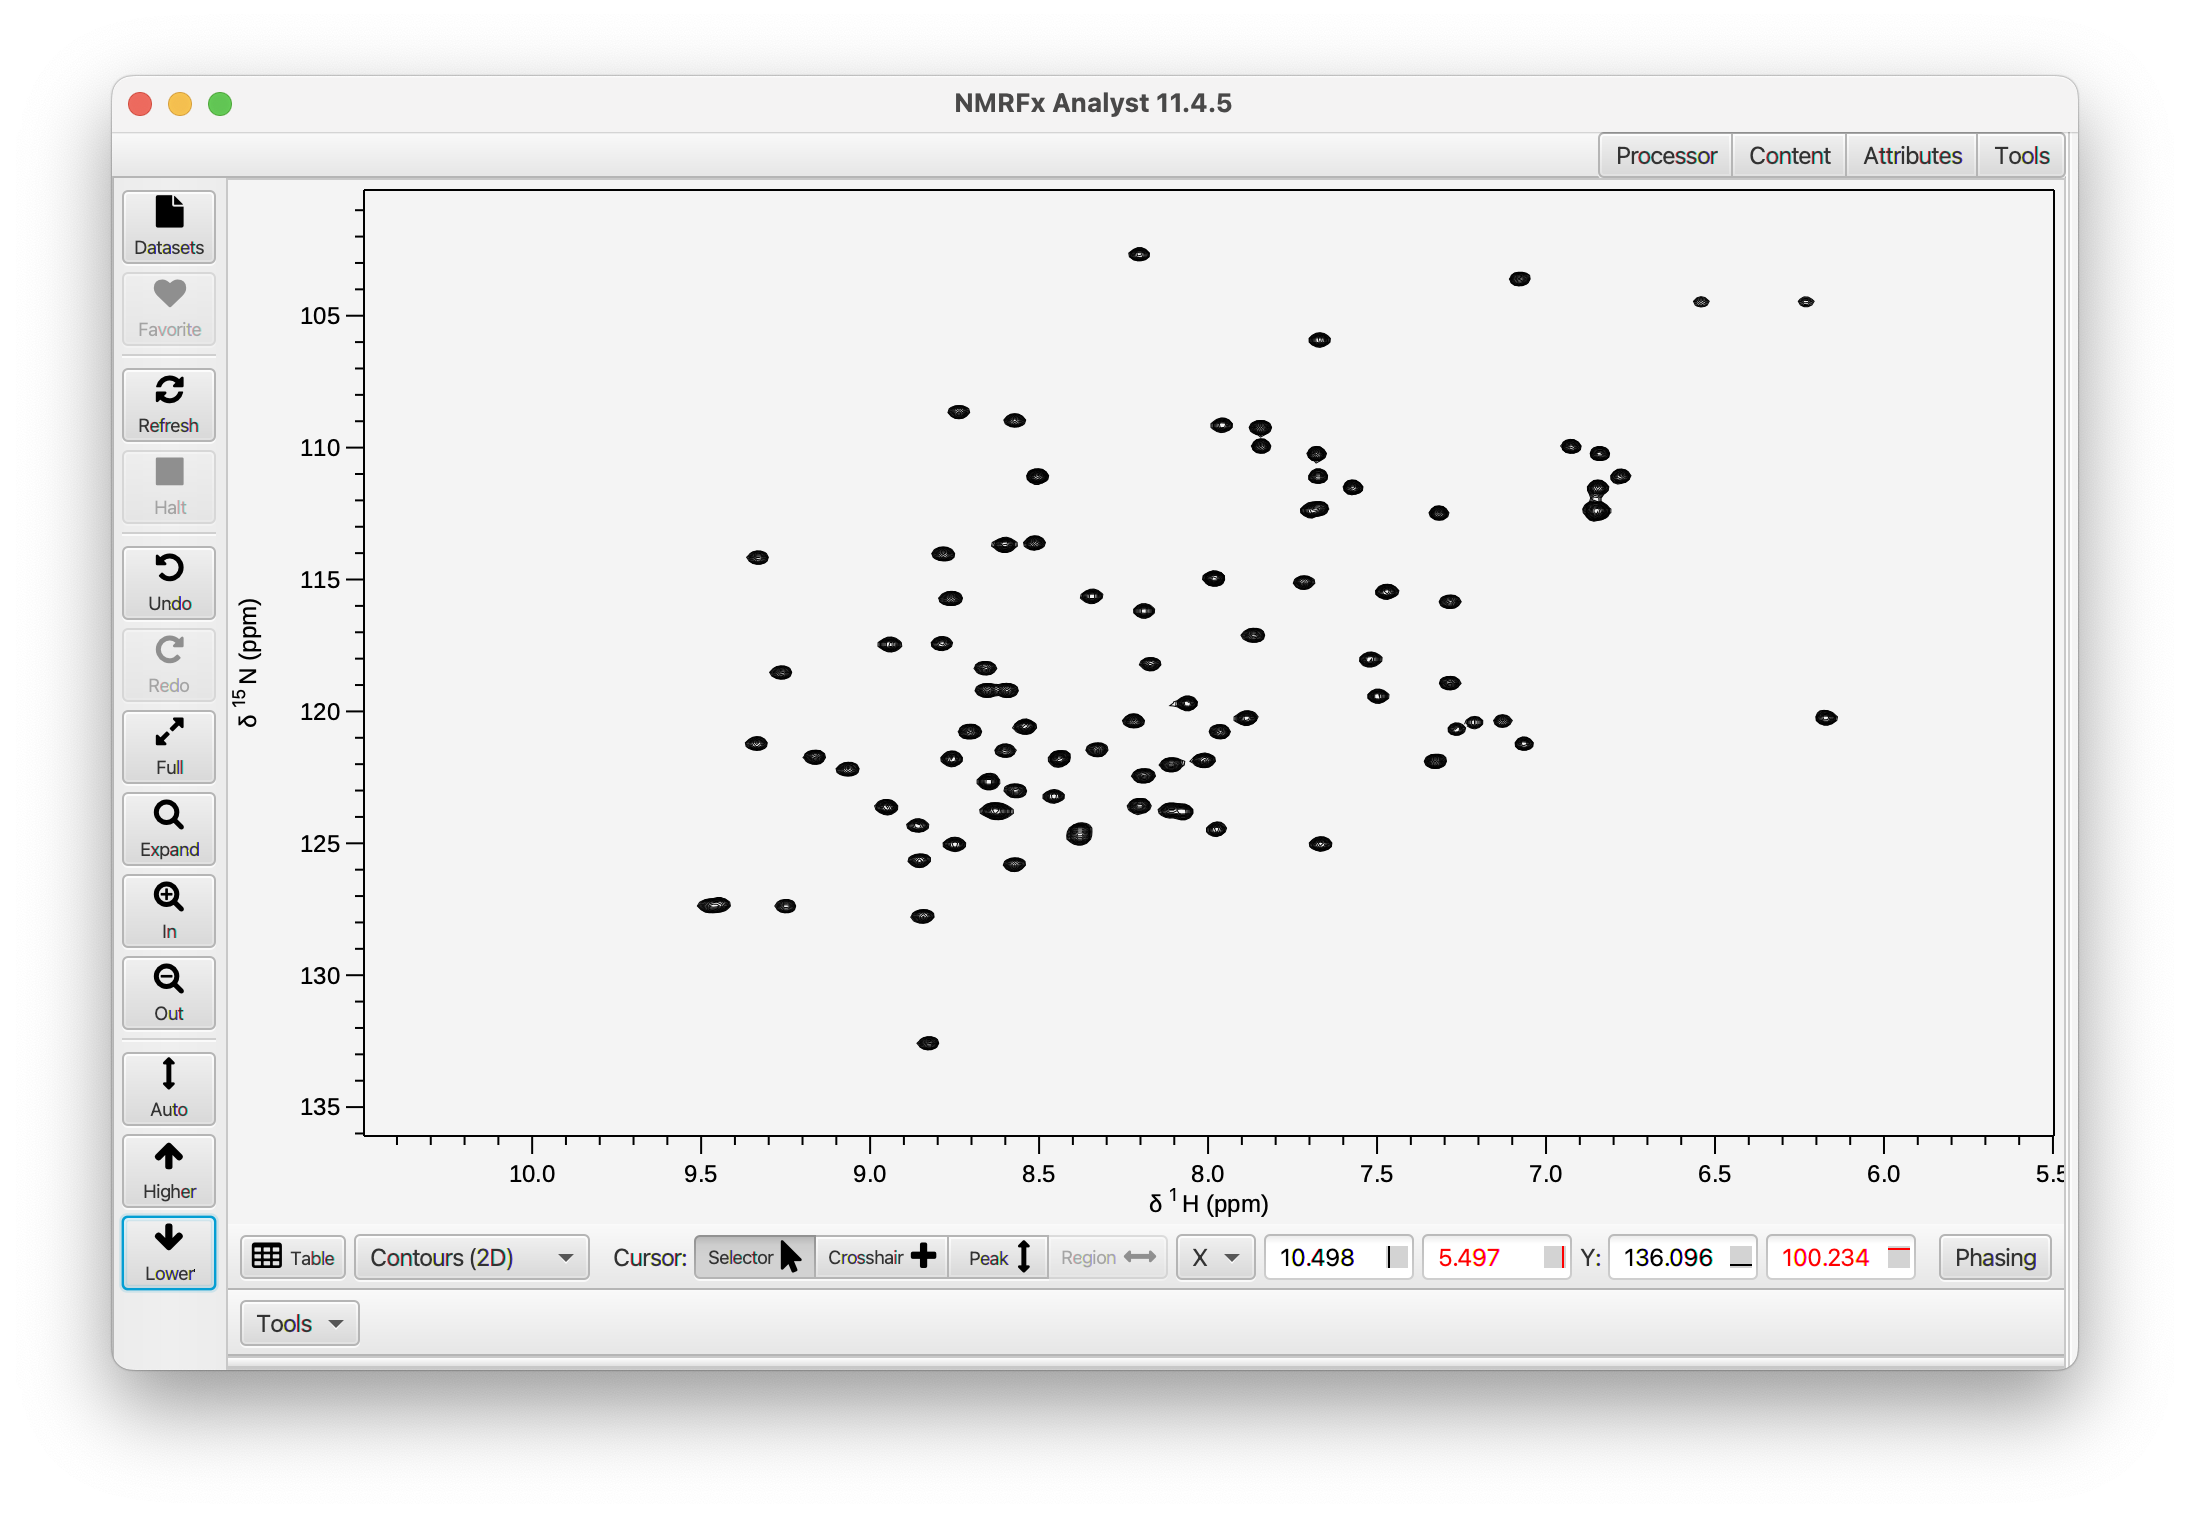 NMRFx Analyst 11.4.5
Processor Content Attributes Tools
Datasets
Favorite
Refresh
Halt
Undo
Redo
Full
Expand
In
Out
Auto
Higher
Lower
105
110
115
120
125
130
135
δ 15N (ppm)
10.0 9.5 9.0 8.5 8.0 7.5 7.0 6.5 6.0 5.5
δ 1H (ppm)
Table Contours (2D) Cursor: Selector Crosshair Peak Region X 10.498 5.497 Y: 136.096 100.234 Phasing
Tools